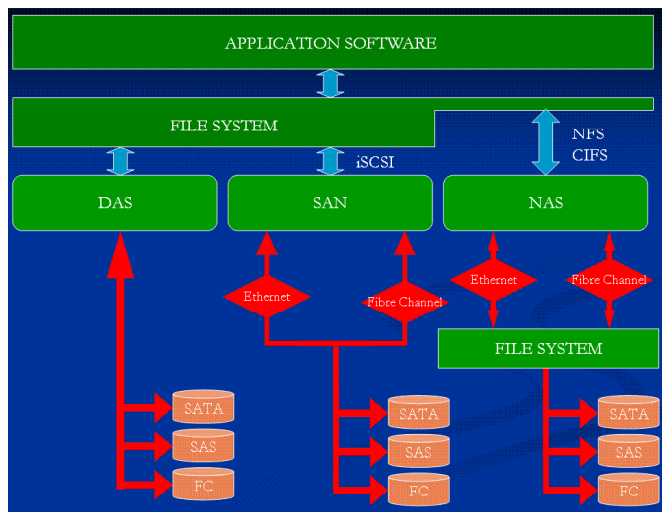 APPLICATION SOFTWARE
FILE SYSTEM
NFS
CIFS
iSCSI
DAS
SAN
NAS
Ethernet
Fibre Channel
Ethernet
Fibre Channel
FILE SYSTEM
SATA
SAS
FC
SATA
SAS
FC
SATA
SAS
FC